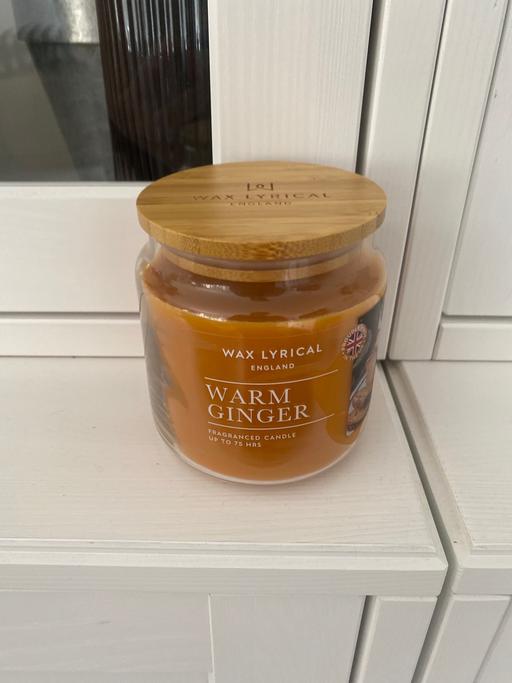 WAX LYRICAL
ENGLAND
WAX LYRICAL
ENGLAND
WARM
GINGER
FRAGRANCED CANDLE
UP TO 75 HRS